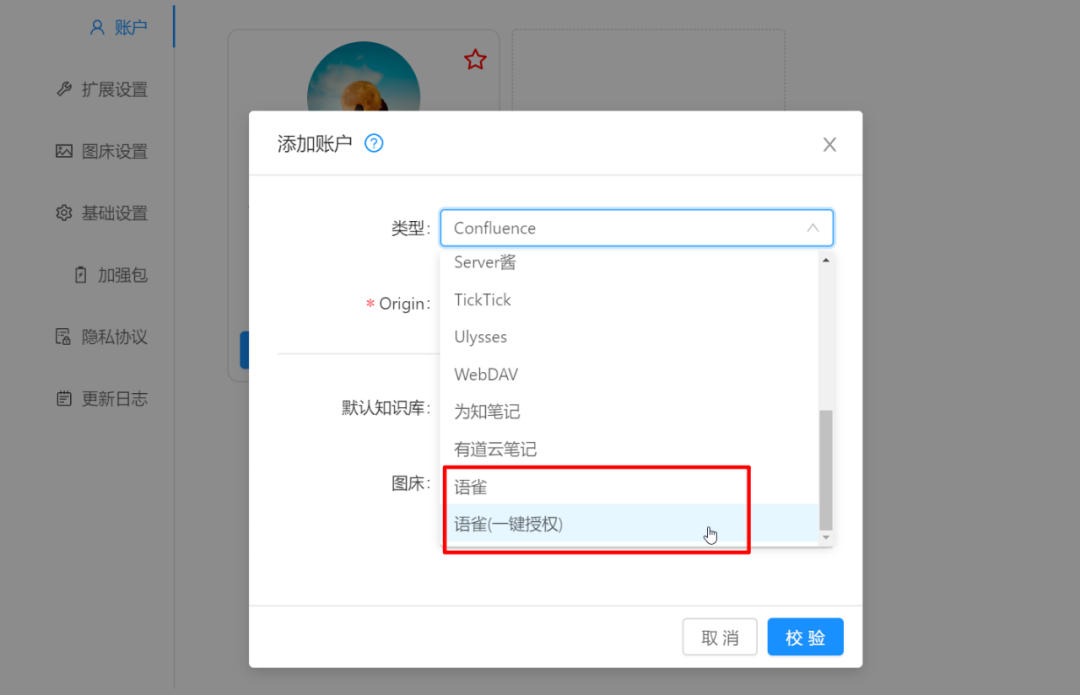 账户
扩展设置
图床设置
基础设置
加强包
隐私协议
更新日志
添加账户
类型:
Confluence
Server酱
* Origin:
TickTick
Ulysses
WebDAV
默认知识库:
为知笔记
有道云笔记
图床:
语雀
语雀(一键授权)
取 消
校 验